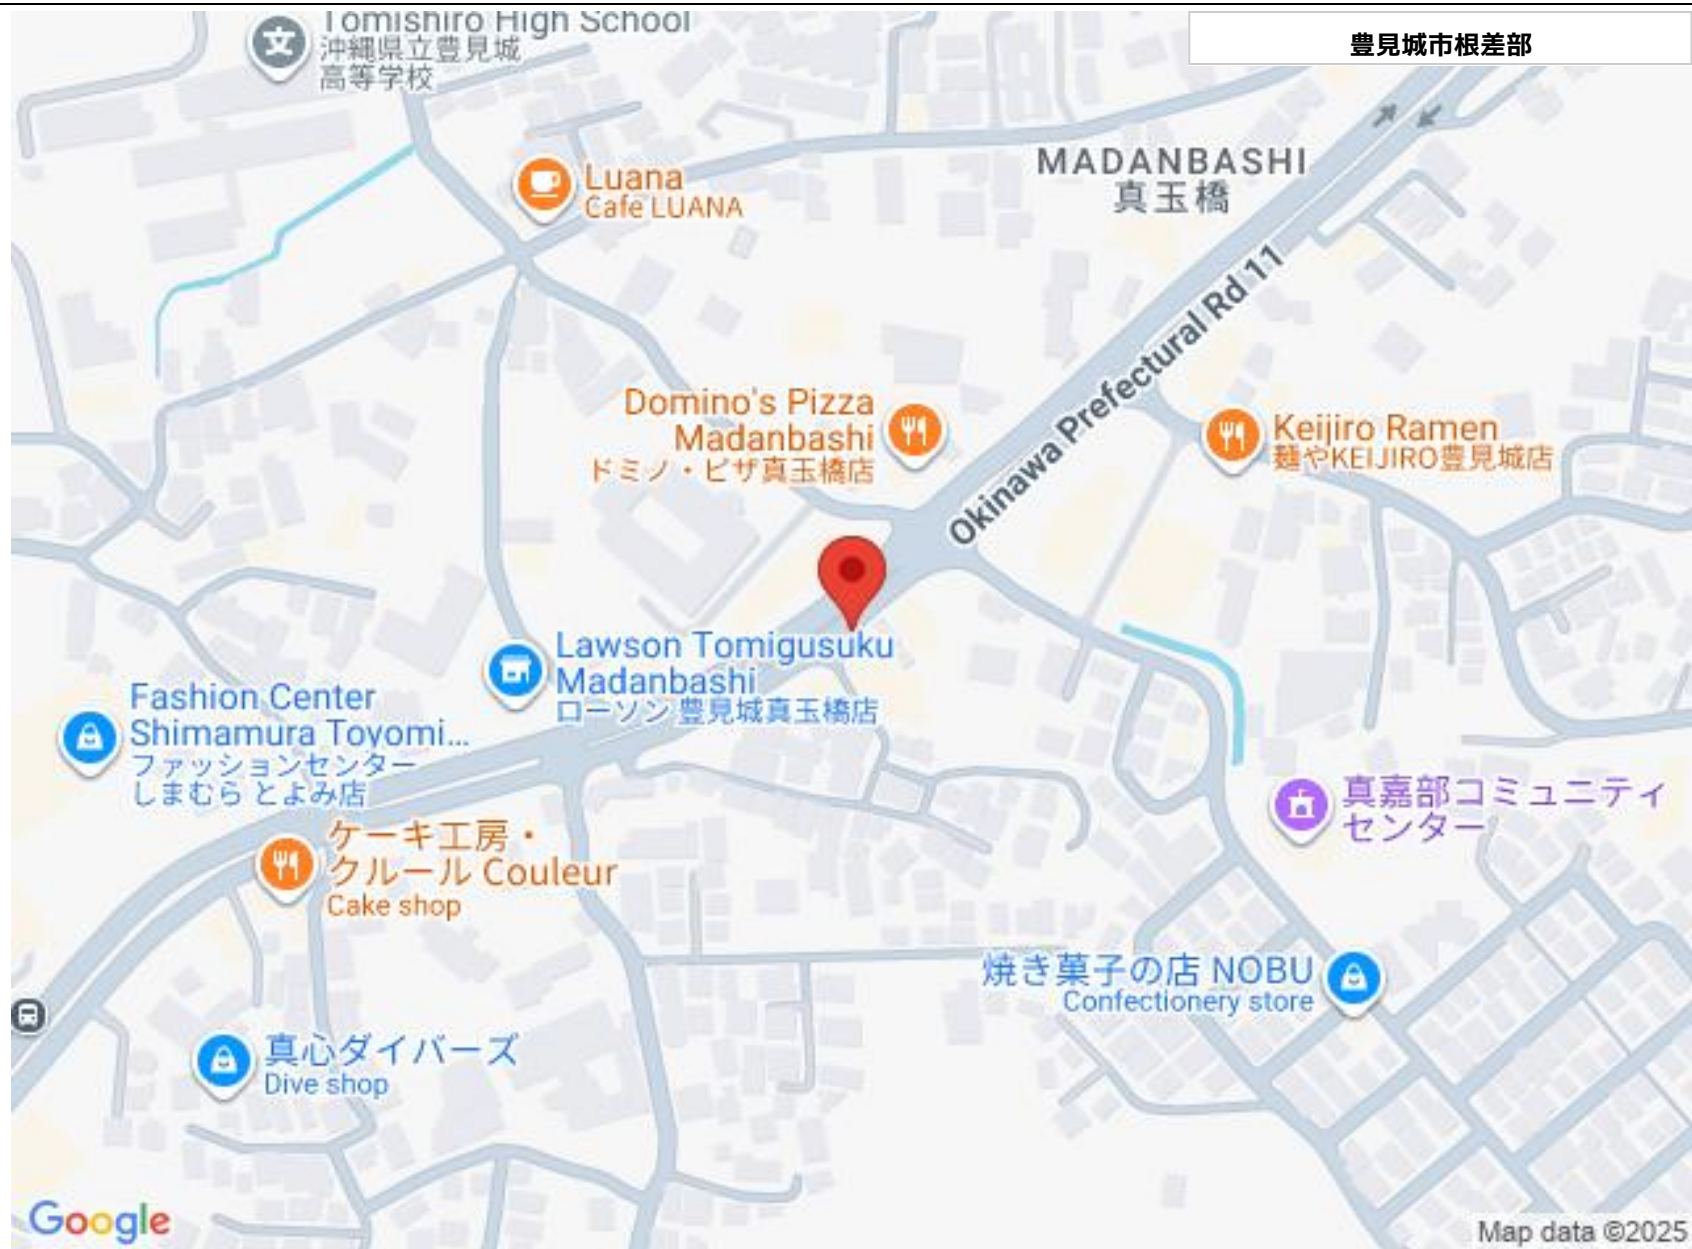 Tomishiro High School
沖縄県立豊見城
高等学校
豊見城市根差部
Luana
Cafe LUANA
MADANBASHI
真玉橋
Okinawa Prefectural Rd 11
Domino's Pizza
Madanbashi
ドミノ・ピザ真玉橋店
Keijiro Ramen
麺やKEIJIRO豊見城店
Lawson Tomigusuku
Madanbashi
ローソン 豊見城真玉橋店
Fashion Center
Shimamura Toyomi...
ファッションセンター
しまむら とよみ店
真嘉部コミュニティ
センター
ケーキ工房・
クルール Couleur
Cake shop
焼き菓子の店 NOBU
Confectionery store
真心ダイバーズ
Dive shop
Google
Map data ©2025